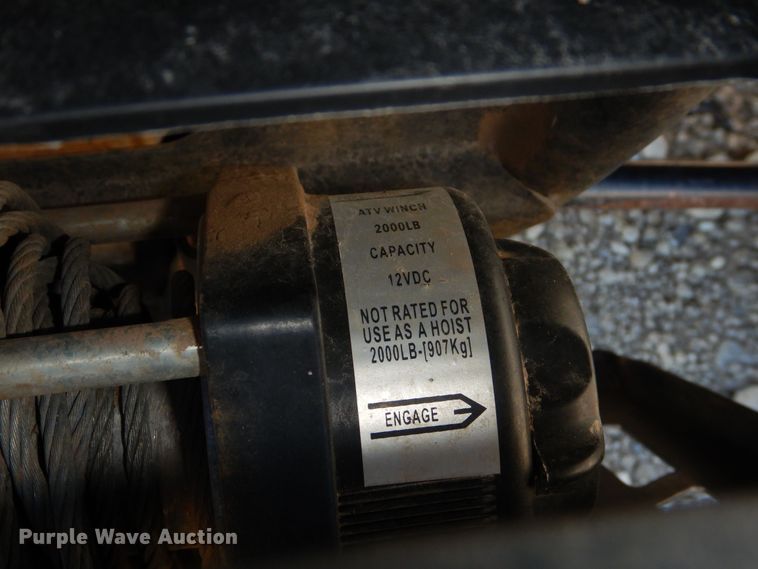 ATV WINCH
2000LB
CAPACITY
12VDC
NOT RATED FOR
USE AS A HOIST
2000LB-[907Kg]
ENGAGE
Purple Wave Auction